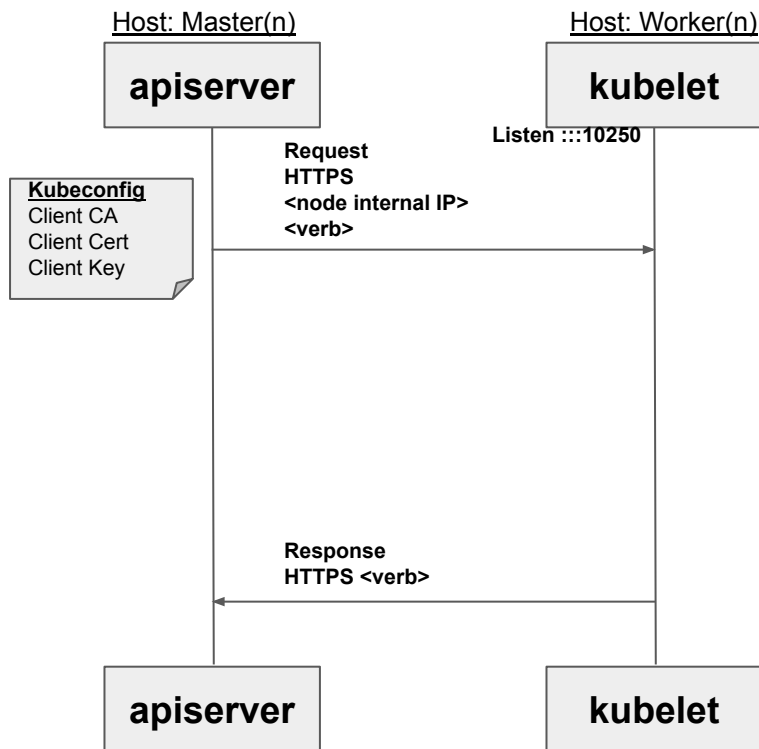 Host: Master(n)
Host: Worker(n)
apiserver
kubelet
Listen :::10250
Request
HTTPS
<node internal IP>
<verb>
Kubeconfig
Client CA
Client Cert
Client Key
Response
HTTPS <verb>
apiserver
kubelet